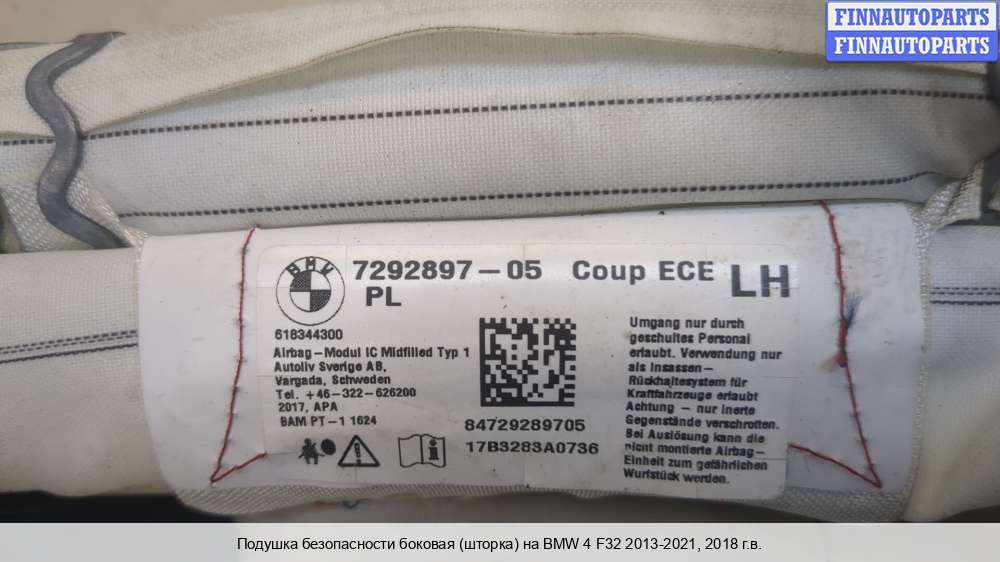 FINNAUTOPARTS
FINNAUTOPARTS
BMW
7292897-05 Coup ECE LH
PL
618344300
Airbag-Modul IC Midfilled Typ 1
Autoliv Sverige AB,
Vargada, Schweden
Tel. +46-322-626200
2017, APA
BAM PT-1 1624
84729289705
17B3283A0736
Umgang nur durch
geschultes Personal
erlaubt. Verwendung nur
als Insassen-
Rückhaltesystem für
Kraftfahrzeuge erlaubt
Achtung - nur inerte
Gegenstände verschrotten.
Bei Auslösung kann die
nicht montierte Airbag-
Einheit zum gefährlichen
Wurfstück werden.
Подушка безопасности боковая (шторка) на BMW 4 F32 2013-2021, 2018 г.в.